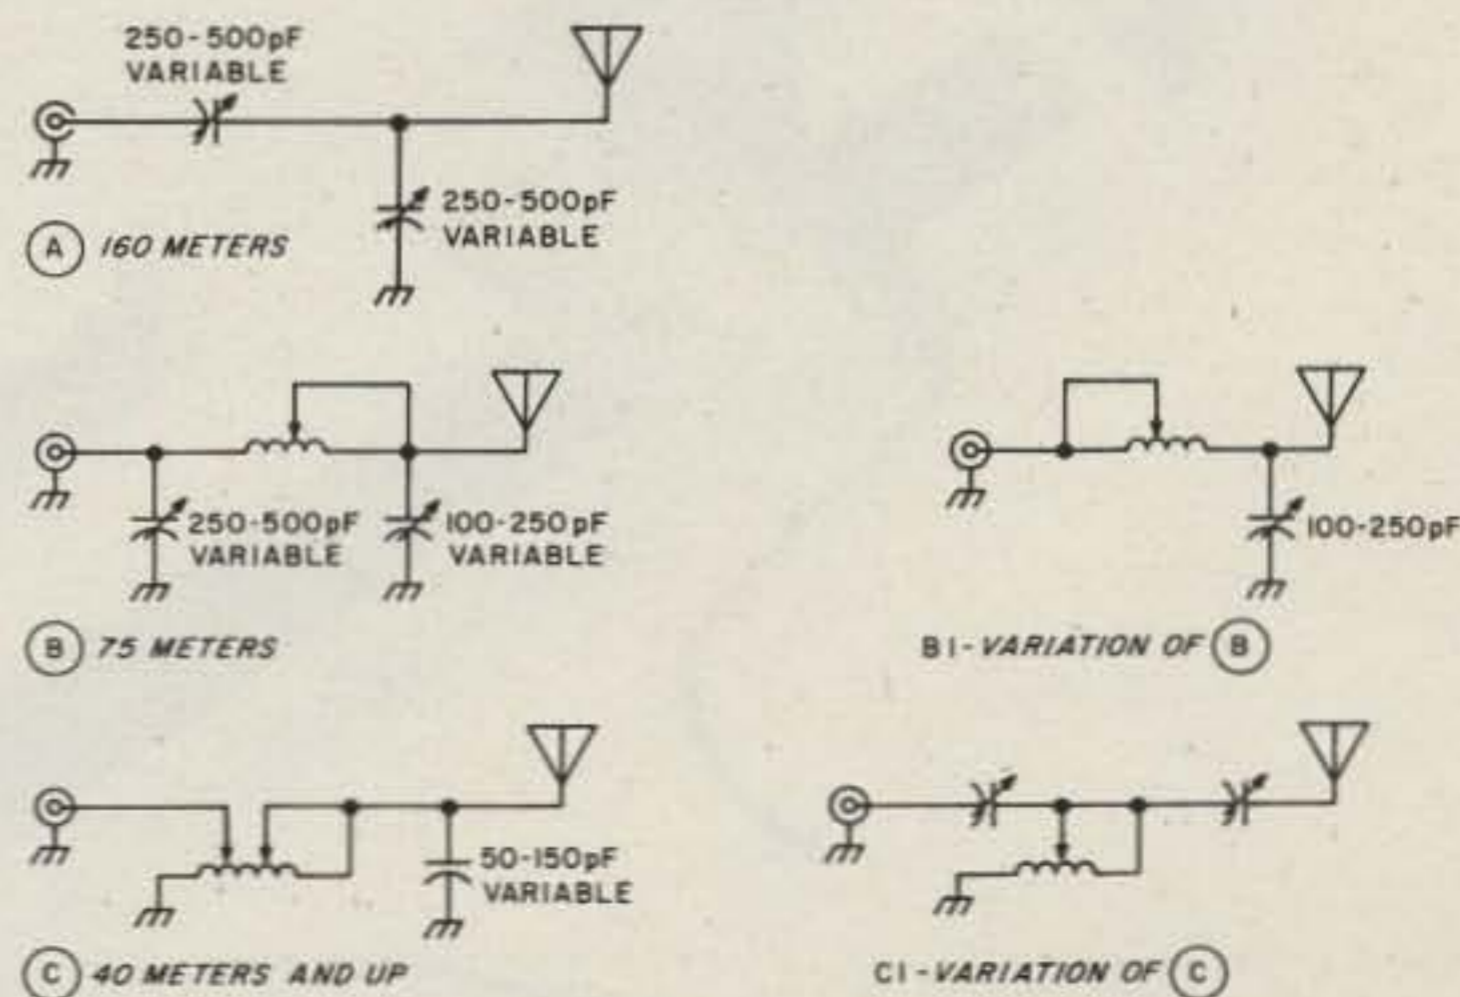 250-500pF
VARIABLE
250-500pF
VARIABLE
A 160 METERS
250-500pF
VARIABLE
100-250pF
VARIABLE
100-250pF
B 75 METERS
B1-VARIATION OF B
50-150pF
VARIABLE
C 40 METERS AND UP
C1-VARIATION OF C